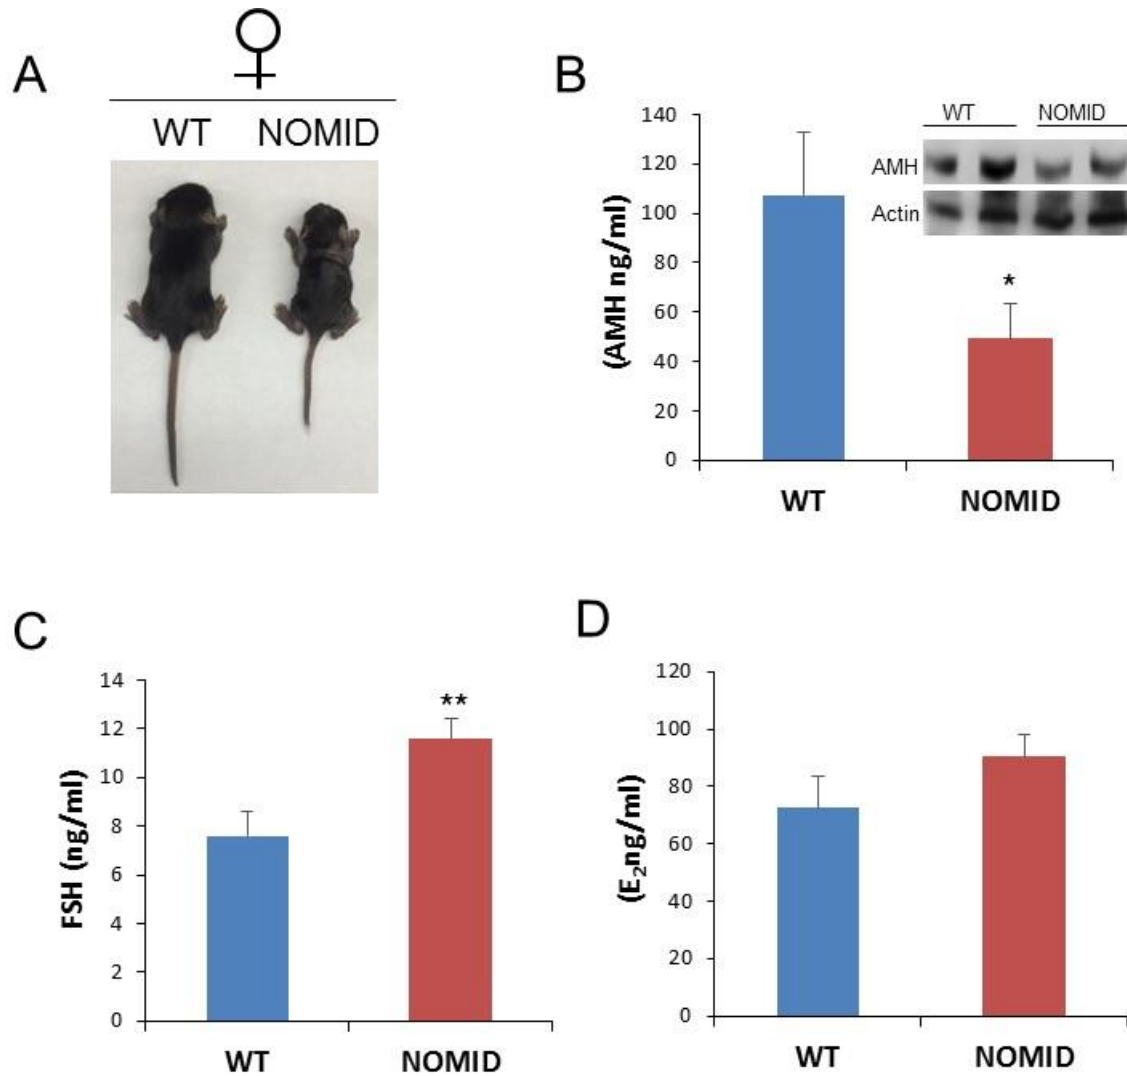 ♀
A
WT NOMID
B
140
120
100
80
60
40
20
0
(AMH ng/ml)
WT NOMID
AMH
Actin
*
WT NOMID
C
14
12
10
8
6
4
2
0
FSH (ng/ml)
**
WT NOMID
D
120
100
80
60
40
20
0
(E₂ng/ml)
WT NOMID